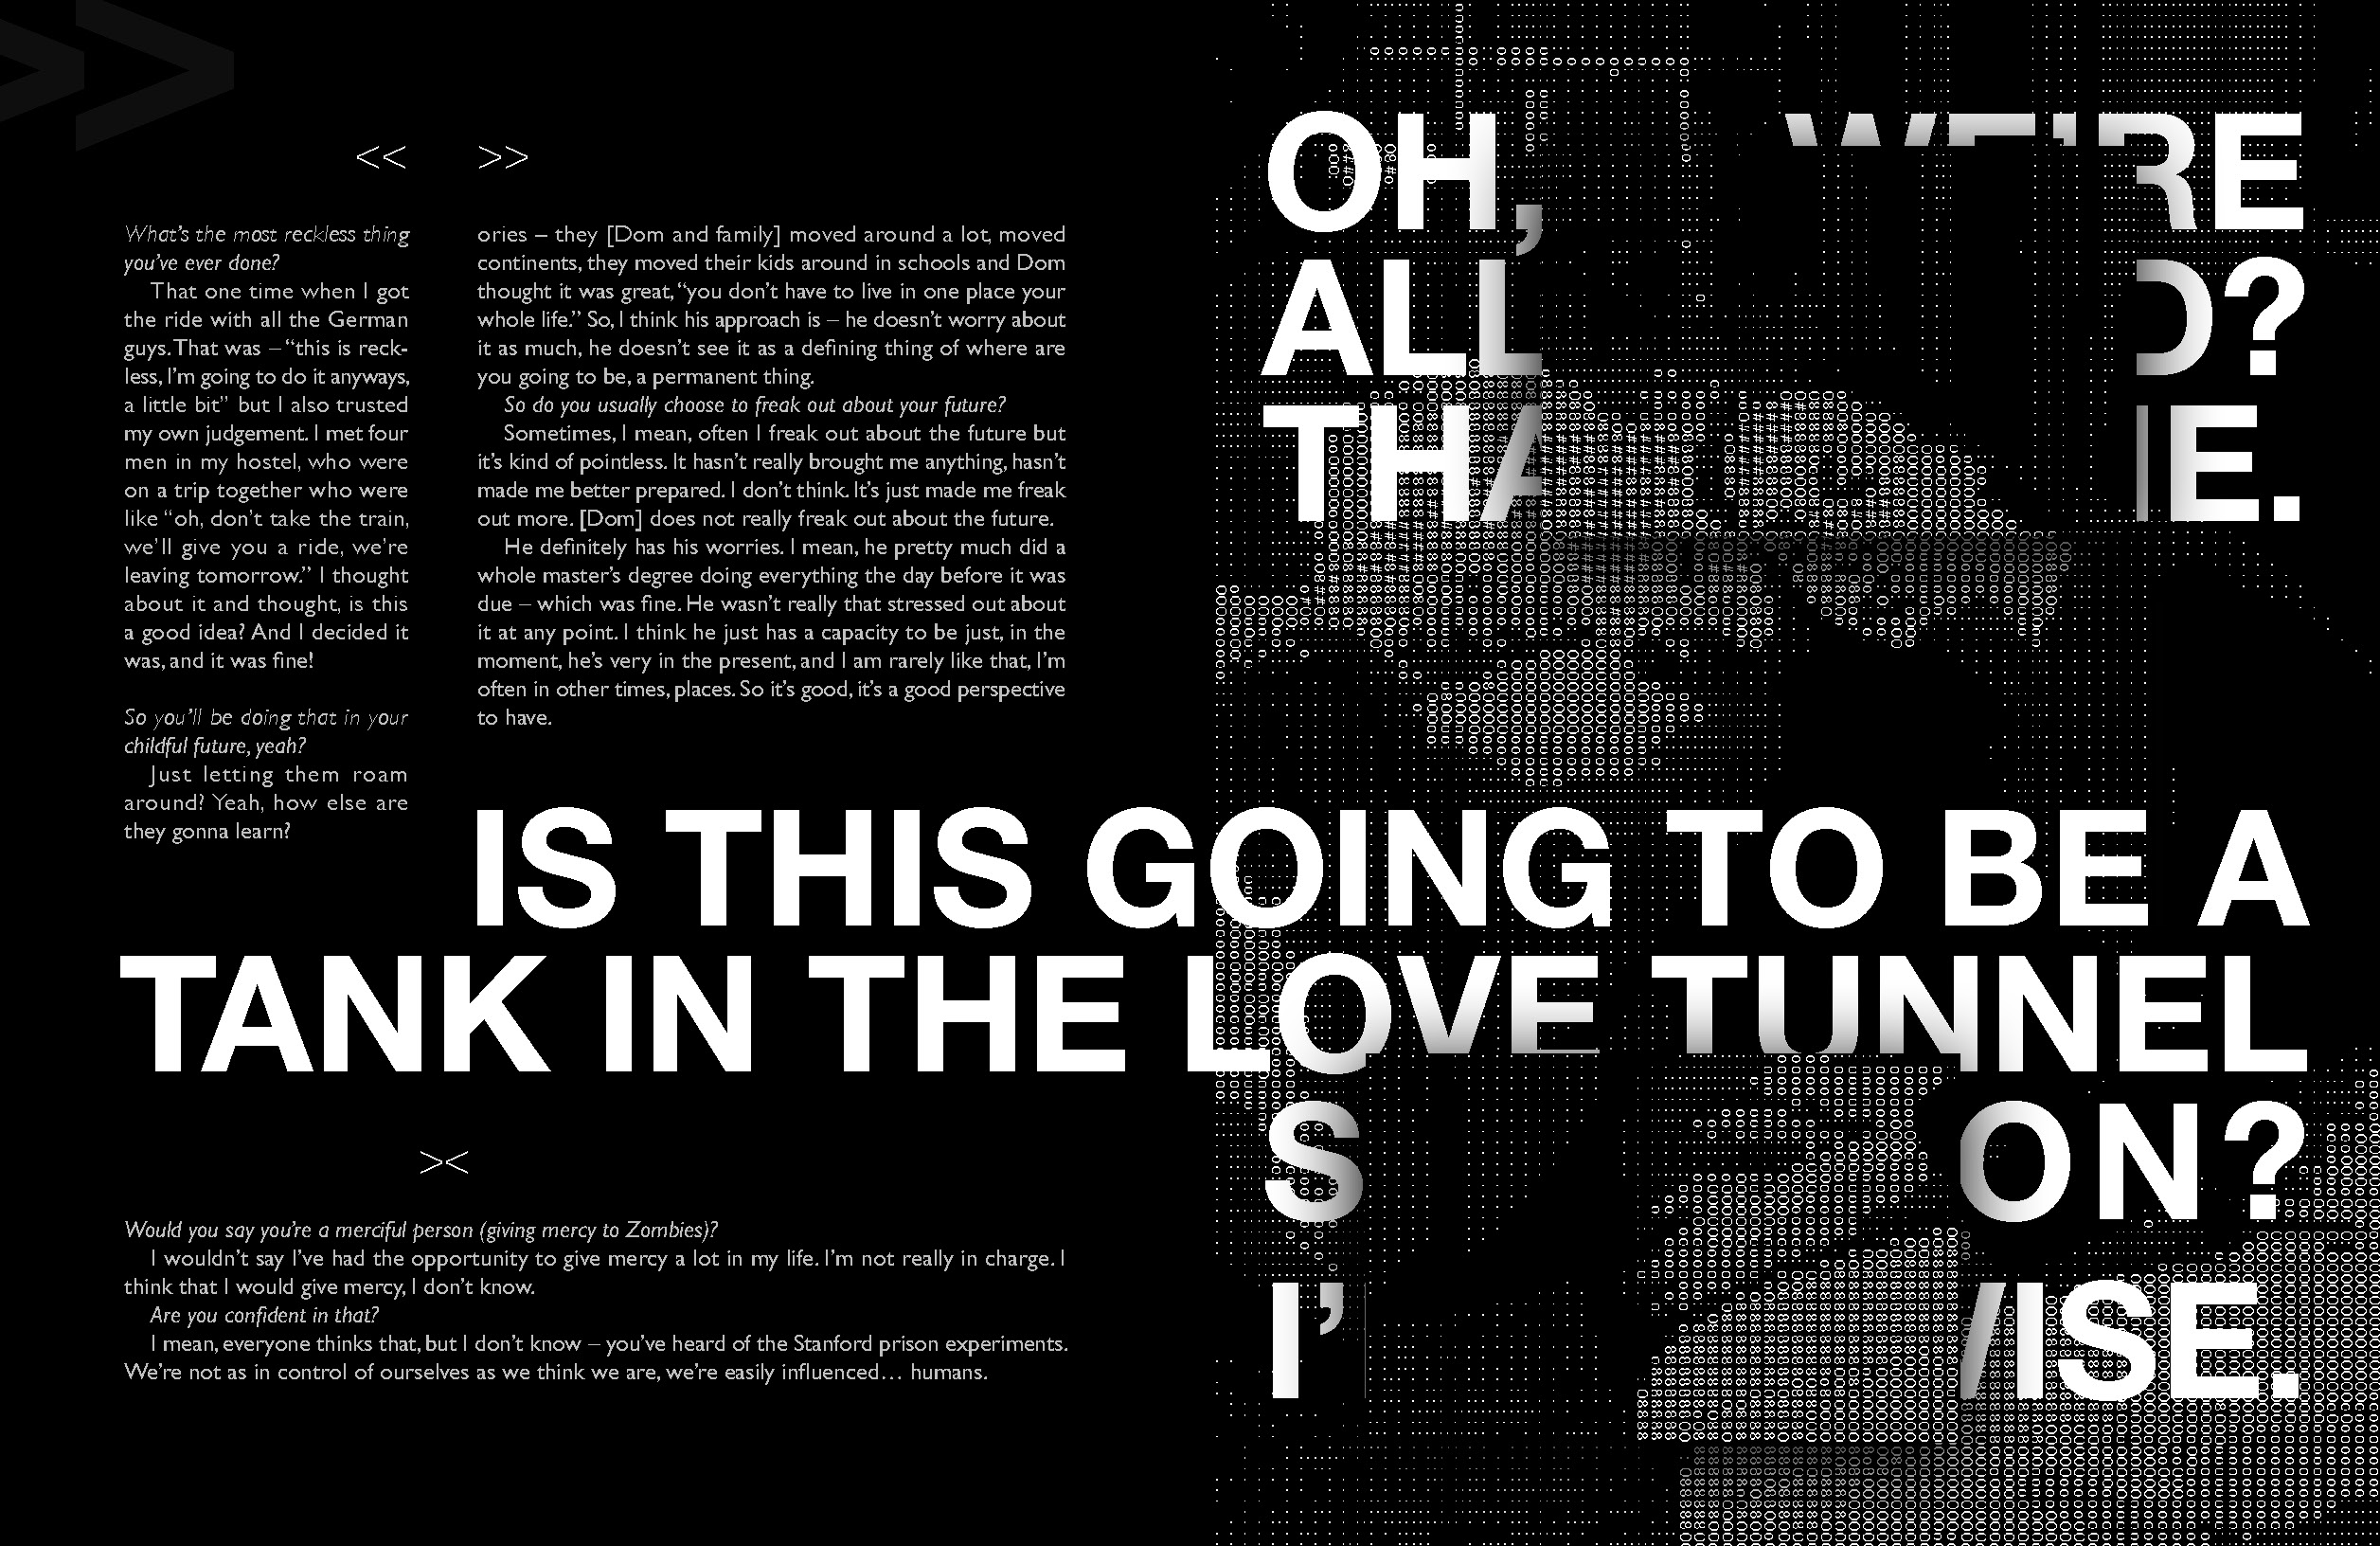 << >>
What's the most reckless thing
you've ever done?
That one time when I got
the ride with all the German
guys. That was – “this is reck-
less, I'm going to do it anyways,
a little bit” but I also trusted
my own judgement. I met four
men in my hostel, who were
on a trip together who were
like “oh, don't take the train,
we'll give you a ride, we're
leaving tomorrow.” I thought
about it and thought, is this
a good idea? And I decided it
was, and it was fine!
So you'll be doing that in your
childful future, yeah?
Just letting them roam
around? Yeah, how else are
they gonna learn?
ories – they [Dom and family] moved around a lot, moved
continents, they moved their kids around in schools and Dom
thought it was great, “you don't have to live in one place your
whole life.” So, I think his approach is – he doesn't worry about
it as much, he doesn't see it as a defining thing of where are
you going to be, a permanent thing.
So do you usually choose to freak out about your future?
Sometimes, I mean, often I freak out about the future but
it's kind of pointless. It hasn't really brought me anything, hasn't
made me better prepared. I don't think. It's just made me freak
out more. [Dom] does not really freak out about the future.
He definitely has his worries. I mean, he pretty much did a
whole master's degree doing everything the day before it was
due – which was fine. He wasn't really that stressed out about
it at any point. I think he just has a capacity to be just, in the
moment, he's very in the present, and I am rarely like that, I'm
often in other times, places. So it's good, it's a good perspective
to have.
OH, WE'RE
ALL
?
THA
E.
IS THIS GOING TO BE A
TANK IN THE LOVE TUNNEL
S ON?
I' ISE.
><
Would you say you're a merciful person (giving mercy to Zombies)?
I wouldn't say I've had the opportunity to give mercy a lot in my life. I'm not really in charge. I
think that I would give mercy, I don't know.
Are you confident in that?
I mean, everyone thinks that, but I don't know – you've heard of the Stanford prison experiments.
We're not as in control of ourselves as we think we are, we're easily influenced… humans.